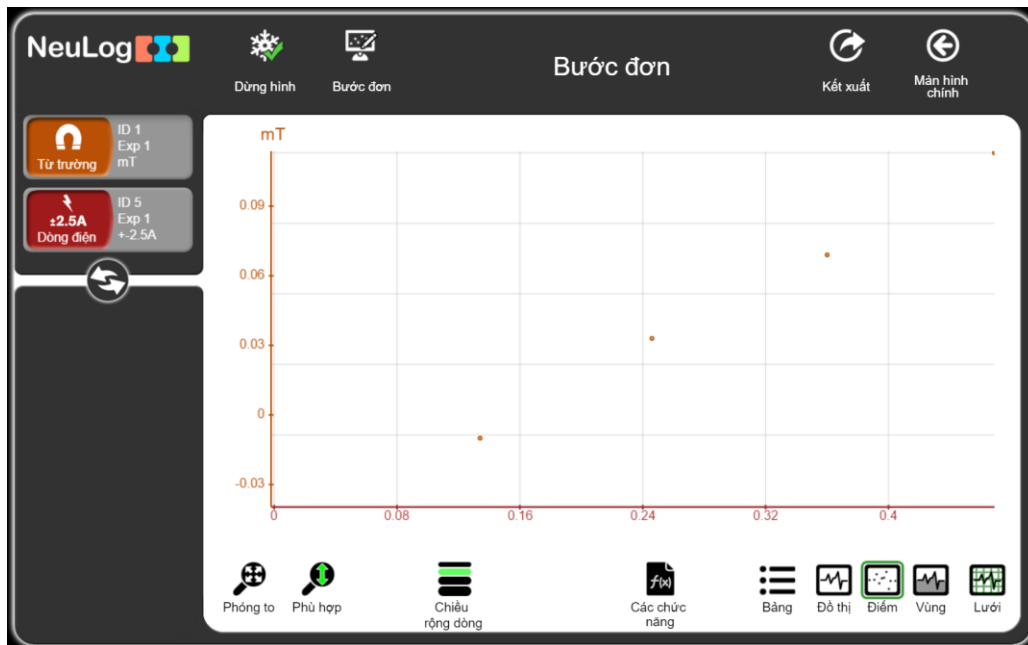 NeuLog
Dừng hình
Bước đơn
Bước đơn
Kết xuất
Màn hình
chính
Từ trường
ID 1
Exp 1
mT
±2.5A
Dòng điện
ID 5
Exp 1
+-2.5A
mT
0.09
0.06
0.03
0
-0.03
0
0.08
0.16
0.24
0.32
0.4
Phóng to
Phù hợp
Chiều
rộng dòng
f(x)
Các chức
năng
Bảng
Đồ thị
Điểm
Vùng
Lưới